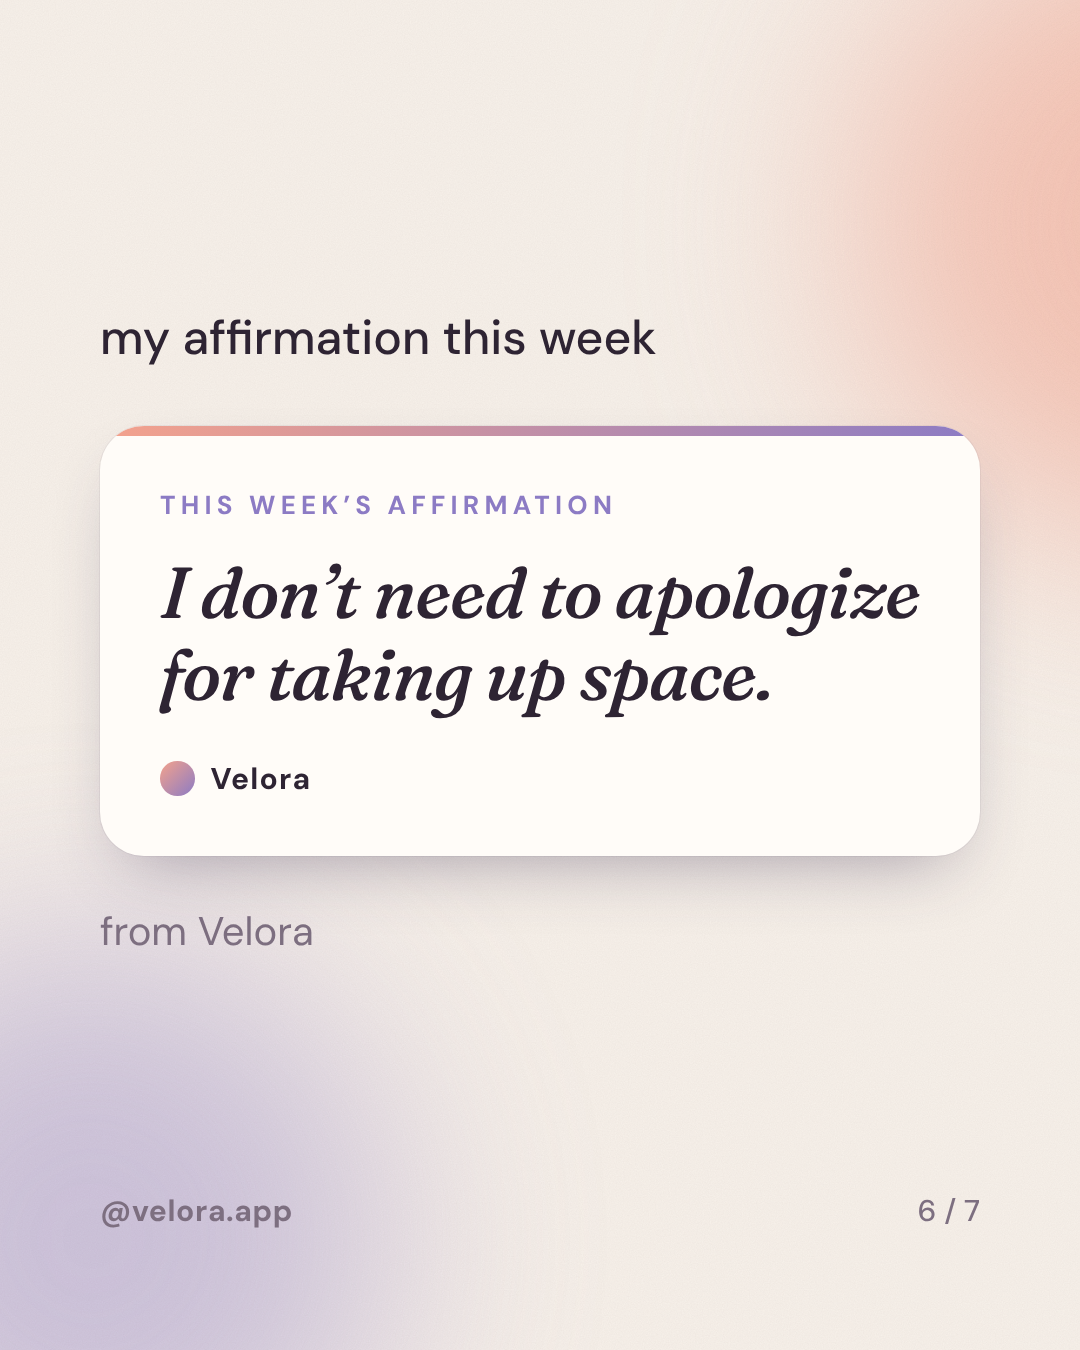 my affirmation this week
THIS WEEK’S AFFIRMATION
I don’t need to apologize
for taking up space.
Velora
from Velora
@velora.app
6 / 7